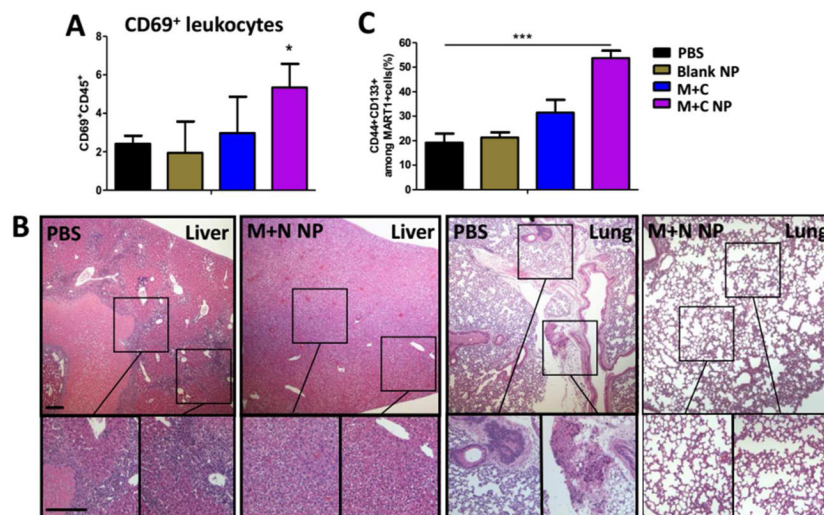 A
CD69⁺ leukocytes
CD69⁺CD45⁺
8
6
4
2
0
*
C
CD44+CD133+
among MART1+cells(%)
60
50
40
30
20
10
0
***
PBS
Blank NP
M+C
M+C NP
B
PBS Liver
M+N NP Liver
PBS Lung
M+N NP Lung